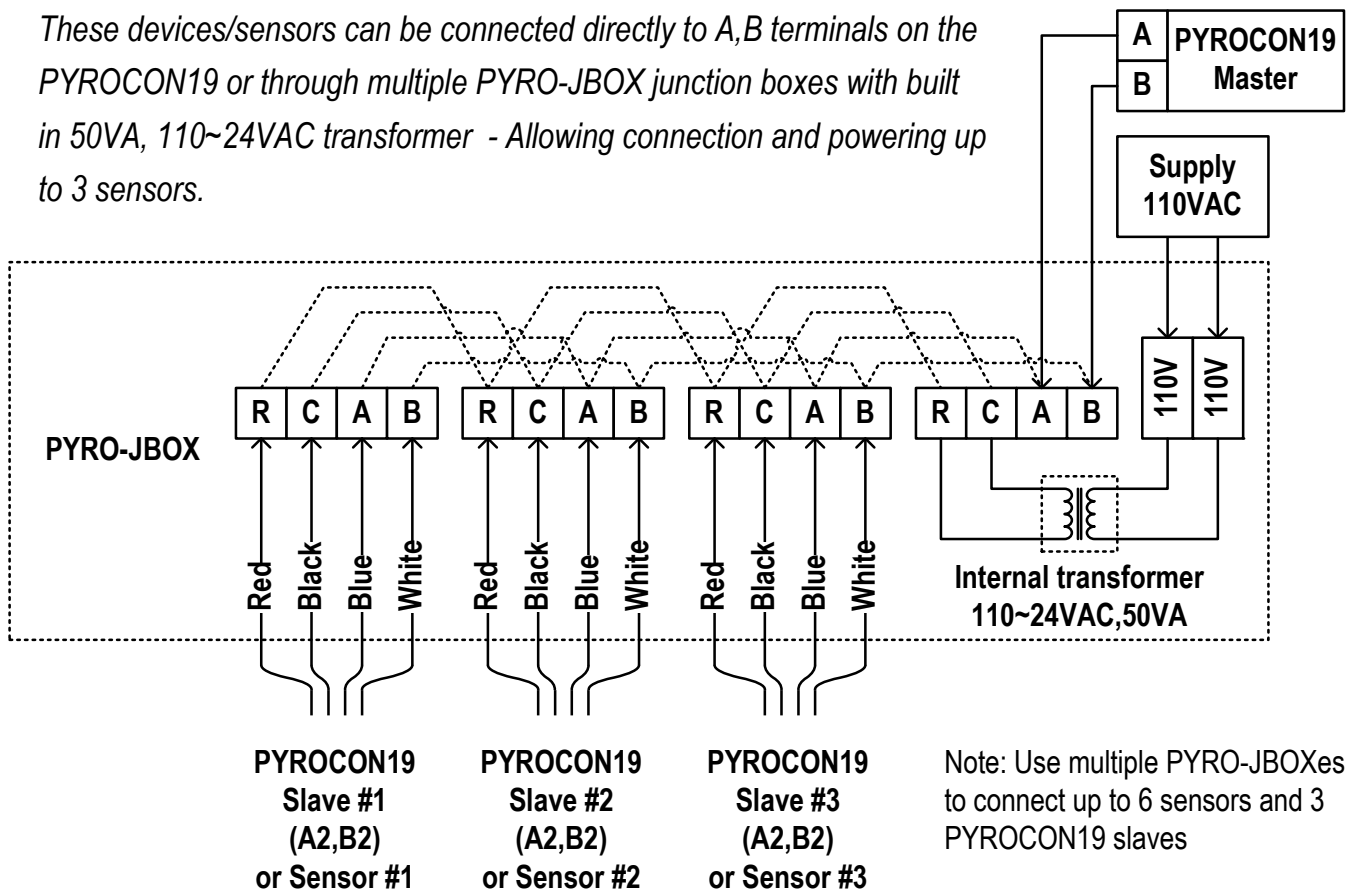 These devices/sensors can be connected directly to A,B terminals on the
PYROCON19 or through multiple PYRO-JBOX junction boxes with built
in 50VA, 110~24VAC transformer - Allowing connection and powering up
to 3 sensors.
A
B
PYROCON19
Master
Supply
110VAC
110V
110V
R C A B
R C A B
R C A B
R C A B
PYRO-JBOX
Red
Black
Blue
White
Red
Black
Blue
White
Red
Black
Blue
White
Internal transformer
110~24VAC,50VA
PYROCON19
Slave #1
(A2,B2)
or Sensor #1
PYROCON19
Slave #2
(A2,B2)
or Sensor #2
PYROCON19
Slave #3
(A2,B2)
or Sensor #3
Note: Use multiple PYRO-JBOXes
to connect up to 6 sensors and 3
PYROCON19 slaves